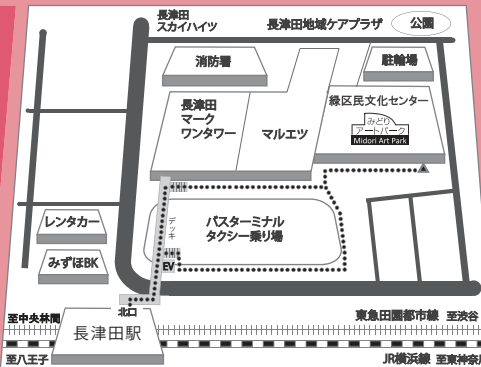 長津田
スカイハイツ
長津田地域ケアプラザ
公園
消防署
駐輪場
長津田
マーク
ワンタワー
マルエツ
緑区民文化センター
みどり
アートパーク
Midori Art Park
レンタカー
デッキ
バスターミナル
タクシー乗り場
みずほBK
EV
北口
至中央林間
長津田駅
東急田園都市線 至渋谷
至八王子
JR横浜線 至東神奈川